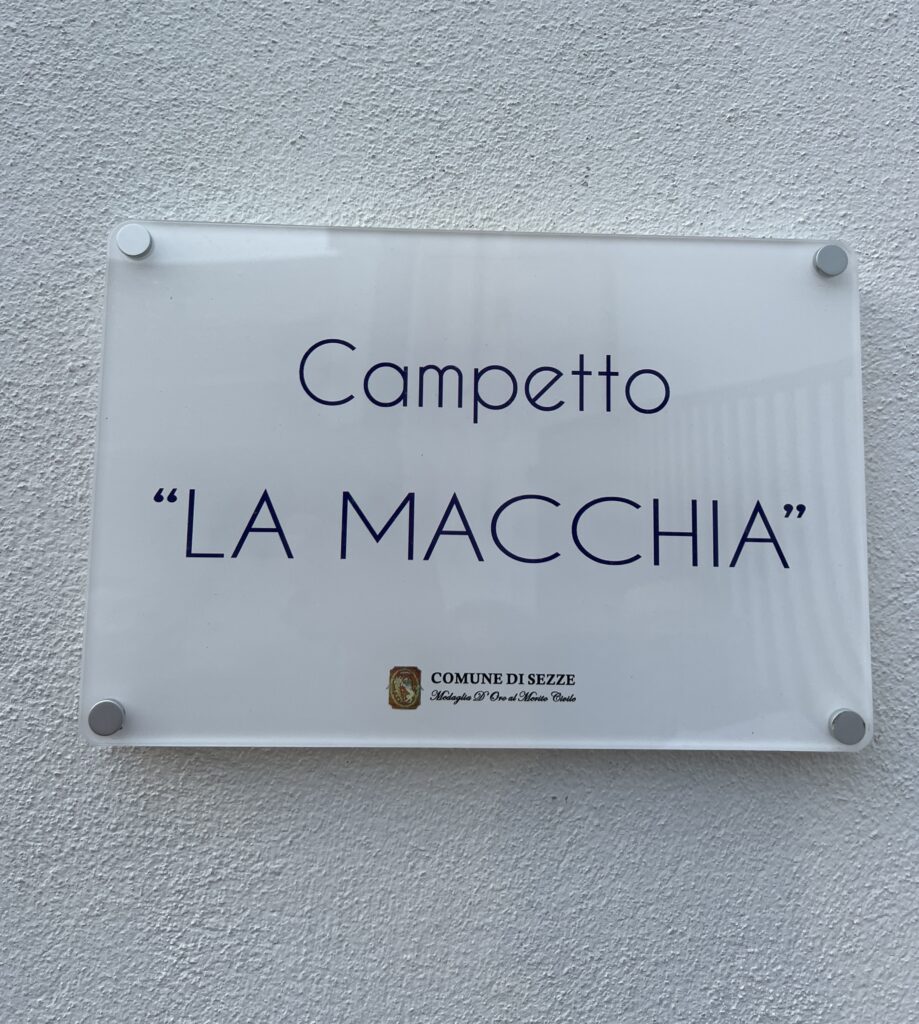 Campetto
“LA MACCHIA”
COMUNE DI SEZZE
Medaglia D'Oro al Merito Civile